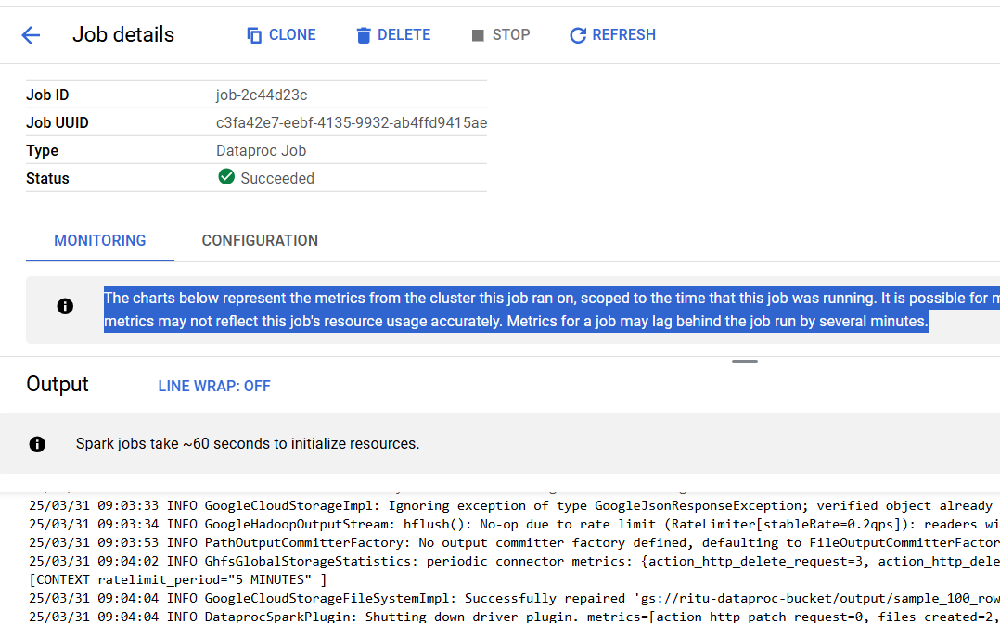 Job details
CLONE
DELETE
STOP
REFRESH
Job ID job-2c44d23c
Job UUID c3fa42e7-eebf-4135-9932-ab4ffd9415ae
Type Dataproc Job
Status Succeeded
MONITORING
CONFIGURATION
The charts below represent the metrics from the cluster this job ran on, scoped to the time that this job was running. It is possible for
metrics may not reflect this job's resource usage accurately. Metrics for a job may lag behind the job run by several minutes.
Output
LINE WRAP: OFF
Spark jobs take ~60 seconds to initialize resources.
25/03/31 09:03:33 INFO GoogleCloudStorageImpl: Ignoring exception of type GoogleJsonResponseException; verified object already
25/03/31 09:03:34 INFO GoogleHadoopOutputStream: hflush(): No-op due to rate limit (RateLimiter[stableRate=0.2qps]): readers wi
25/03/31 09:03:53 INFO PathOutputCommitterFactory: No output committer factory defined, defaulting to FileOutputCommitterFactor
25/03/31 09:04:02 INFO GhfsGlobalStorageStatistics: periodic connector metrics: {action_http_delete_request=3, action_http_dele
[CONTEXT ratelimit_period="5 MINUTES" ]
25/03/31 09:04:04 INFO GoogleCloudStorageFileSystemImpl: Successfully repaired 'gs://ritu-dataproc-bucket/output/sample_100_row
25/03/31 09:04:04 INFO DataprocSparkPlugin: Shutting down driver plugin. metrics=[action_http_patch_request=0, files_created=2,